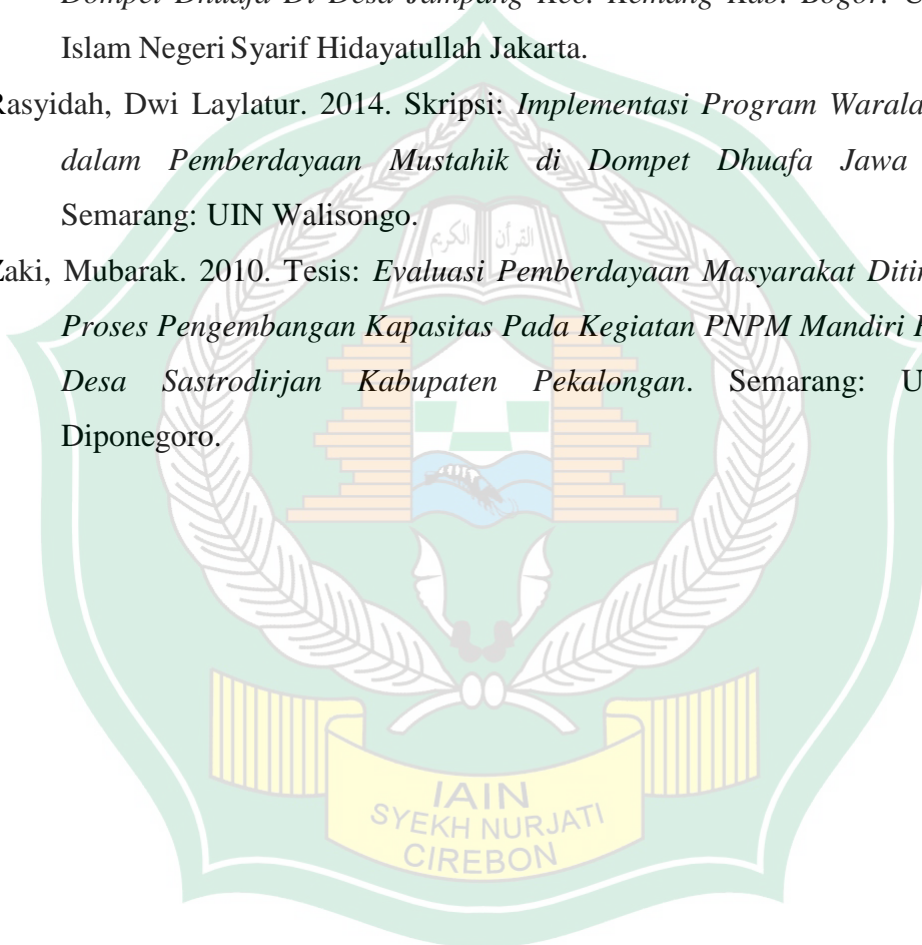 Dompet Dhuafa Di Desa Jampang Kec. Kemang Kab. Bogor.
Islam Negeri Syarif Hidayatullah Jakarta.
Rasyidah, Dwi Laylatur. 2014. Skripsi: Implementasi Program
dalam Pemberdayaan Mustahik di Dompet Dhuafa Jawa
Semarang: UIN Walisongo.
Zaki, Mubarak. 2010. Tesis: Evaluasi Pemberdayaan Masyarakat
Proses Pengembangan Kapasitas Pada Kegiatan PNPM Mandiri
Desa Sastrodirjan Kabupaten Pekalongan. Semarang:
Diponegoro.
القرآن الكريم
IAIN
SYEKH NURJATI
CIREBON